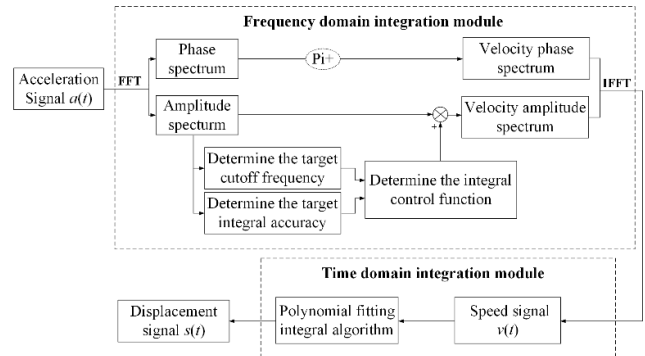 Frequency domain integration module
Phase
spectrum
Pi+
Velocity phase
spectrum
Acceleration
Signal a(t)
FFT
IFFT
Amplitude
specturm
+
Velocity amplitude
spectrum
Determine the target
cutoff frequency
Determine the integral
control function
Determine the target
integral accuracy
Time domain integration module
Displacement
signal s(t)
Polynomial fitting
integral algorithm
Speed signal
v(t)